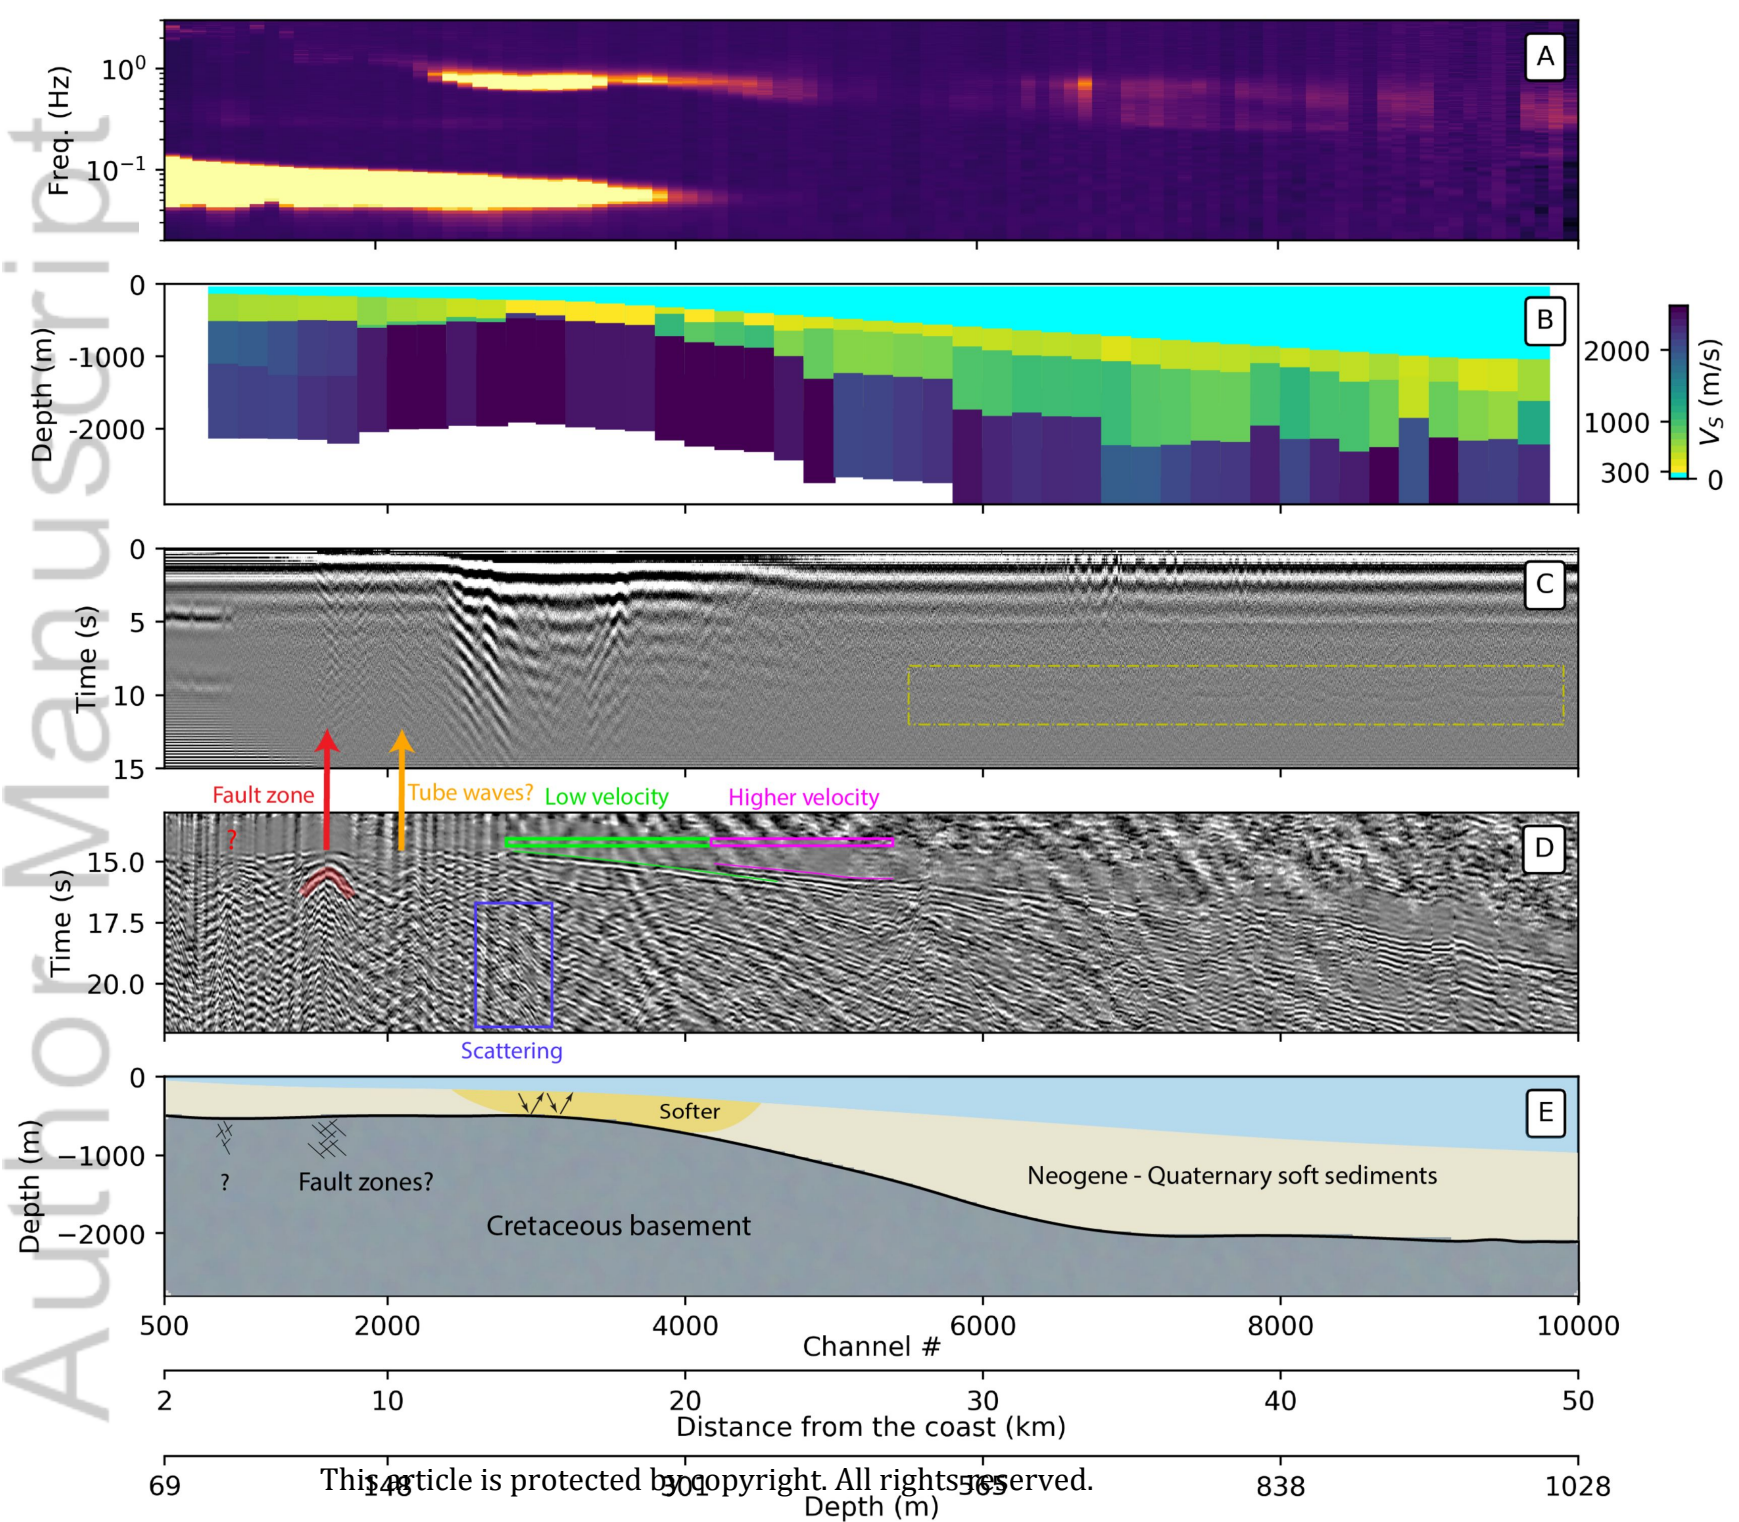 Author Manuscript
A
Freq. (Hz)
10⁰
10⁻¹
B
Depth (m)
0
-1000
-2000
2000
1000
300
0
Vₛ (m/s)
C
Time (s)
0
5
10
15
Fault zone
Tube waves?
Low velocity
Higher velocity
D
Time (s)
15.0
17.5
20.0
?
Scattering
E
Depth (m)
0
−1000
−2000
Softer
?
Fault zones?
Neogene - Quaternary soft sediments
Cretaceous basement
500 2000 4000 6000 8000 10000
Channel #
2 10 20 30 40 50
Distance from the coast (km)
69 148 301 565 838 1028
This article is protected by copyright. All rights reserved.
Depth (m)